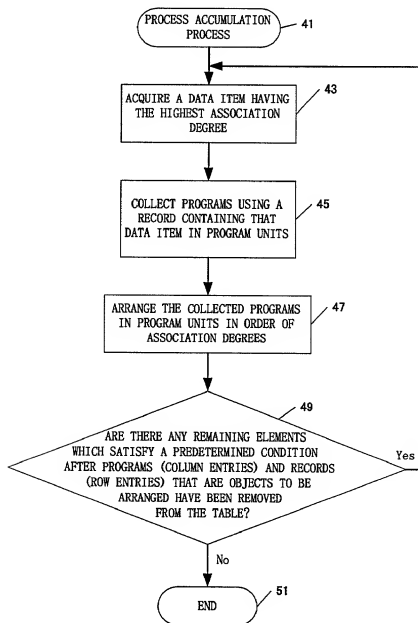 PROCESS ACCUMULATION
PROCESS
41
ACQUIRE A DATA ITEM HAVING
THE HIGHEST ASSOCIATION
DEGREE
43
COLLECT PROGRAMS USING A
RECORD CONTAINING THAT
DATA ITEM IN PROGRAM UNITS
45
ARRANGE THE COLLECTED PROGRAMS
IN PROGRAM UNITS IN ORDER OF
ASSOCIATION DEGREES
47
49
ARE THERE ANY REMAINING ELEMENTS
WHICH SATISFY A PREDETERMINED CONDITION
AFTER PROGRAMS (COLUMN ENTRIES) AND RECORDS
(ROW ENTRIES) THAT ARE OBJECTS TO BE
ARRANGED HAVE BEEN REMOVED
FROM THE TABLE?
Yes
No
END
51